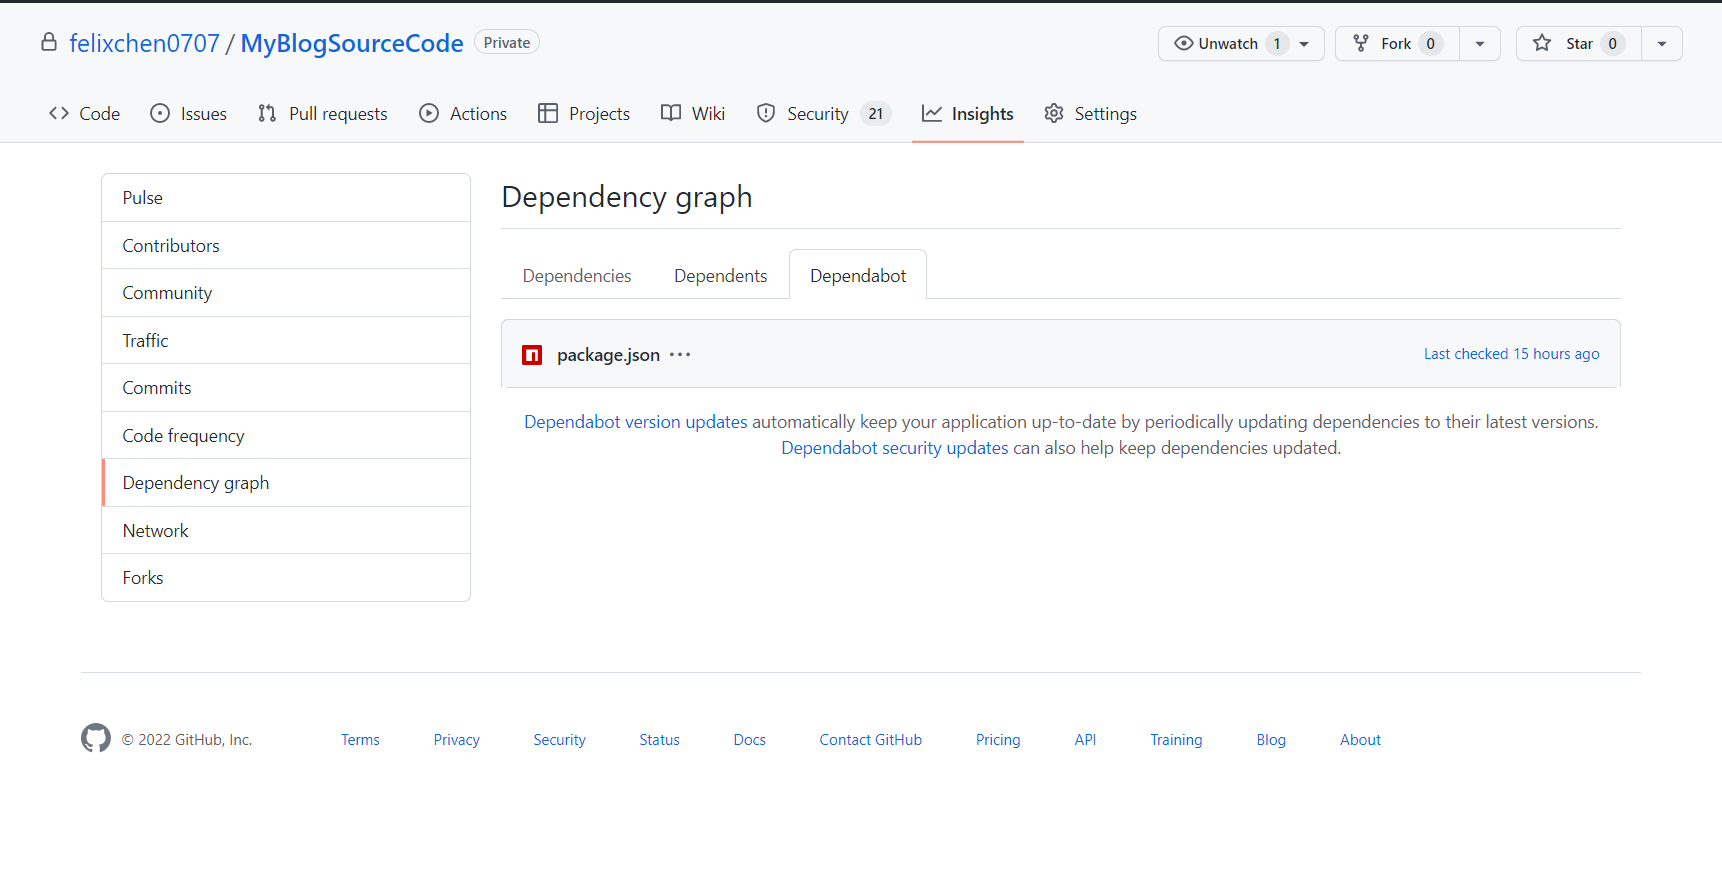 felixchen0707 / MyBlogSourceCode Private Unwatch 1 Fork 0 Star 0
Code Issues Pull requests Actions Projects Wiki Security 21 Insights Settings
Pulse
Contributors
Community
Traffic
Commits
Code frequency
Dependency graph
Network
Forks
Dependency graph
Dependencies Dependents Dependabot
package.json ··· Last checked 15 hours ago
Dependabot version updates automatically keep your application up-to-date by periodically updating dependencies to their latest versions.
Dependabot security updates can also help keep dependencies updated.
© 2022 GitHub, Inc. Terms Privacy Security Status Docs Contact GitHub Pricing API Training Blog About